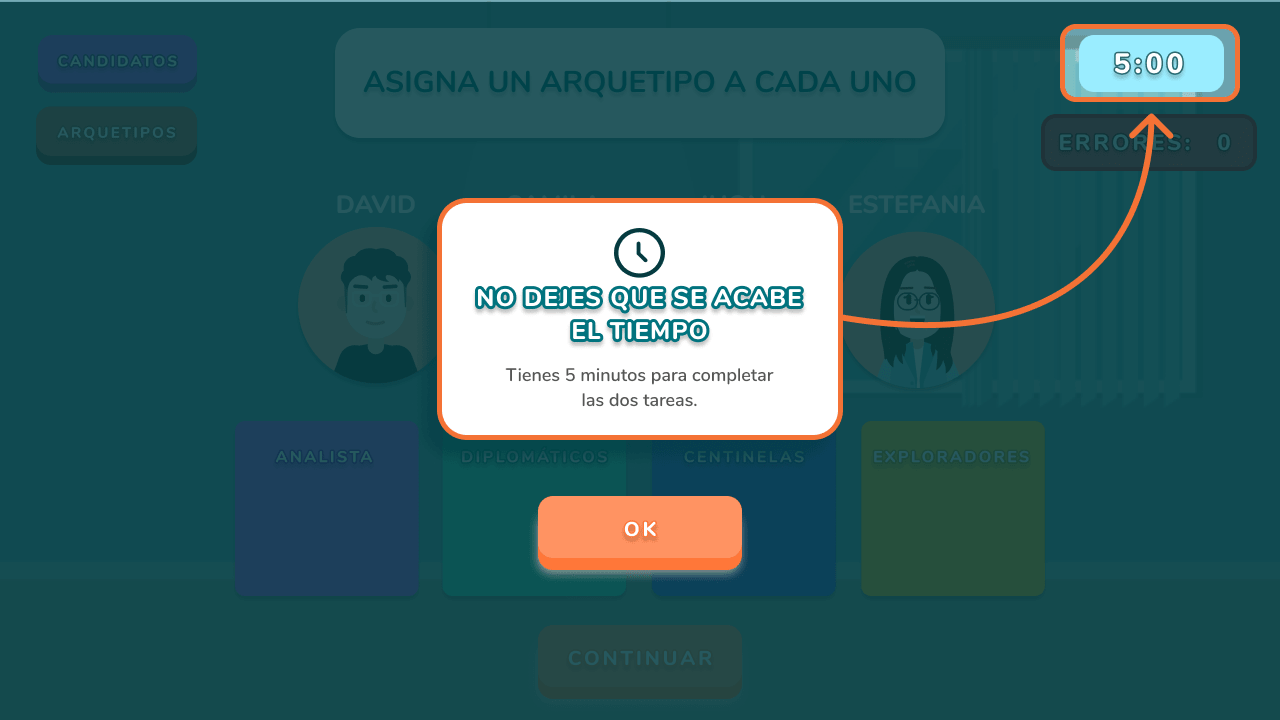 CANDIDATOS
ARQUETIPOS
ASIGNA UN ARQUETIPO A CADA UNO
5:00
ERRORES: 0
DAVID
ESTEFANIA
NO DEJES QUE SE ACABE
EL TIEMPO
Tienes 5 minutos para completar
las dos tareas.
ANALISTA
DIPLOMATICOS
CENTINELAS
EXPLORADORES
OK
CONTINUAR